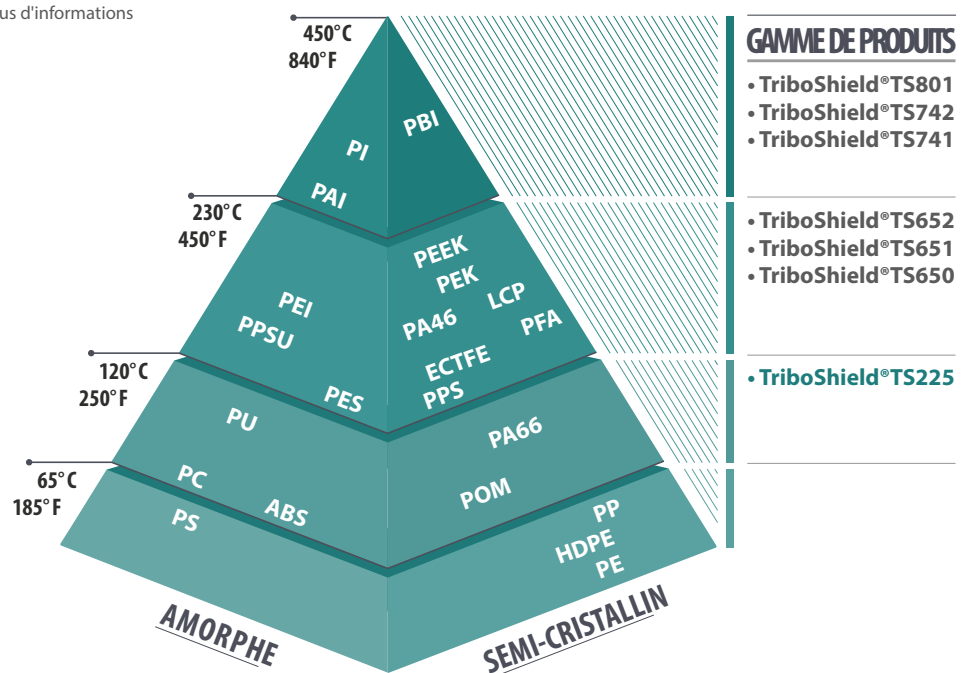 us d'informations
450°C
840°F
GAMME DE PRODUITS
• TriboShield®TS801
• TriboShield®TS742
• TriboShield®TS741
PBI
PI
PAI
230°C
450°F
• TriboShield®TS652
• TriboShield®TS651
• TriboShield®TS650
PEEK
PEK
LCP
PEI
PA46
PFA
PPSU
ECTFE
PPS
PES
120°C
250°F
• TriboShield®TS225
PU
PA66
PC
POM
ABS
65°C
185°F
PS
PP
HDPE
PE
AMORPHE
SEMI-CRISTALLIN